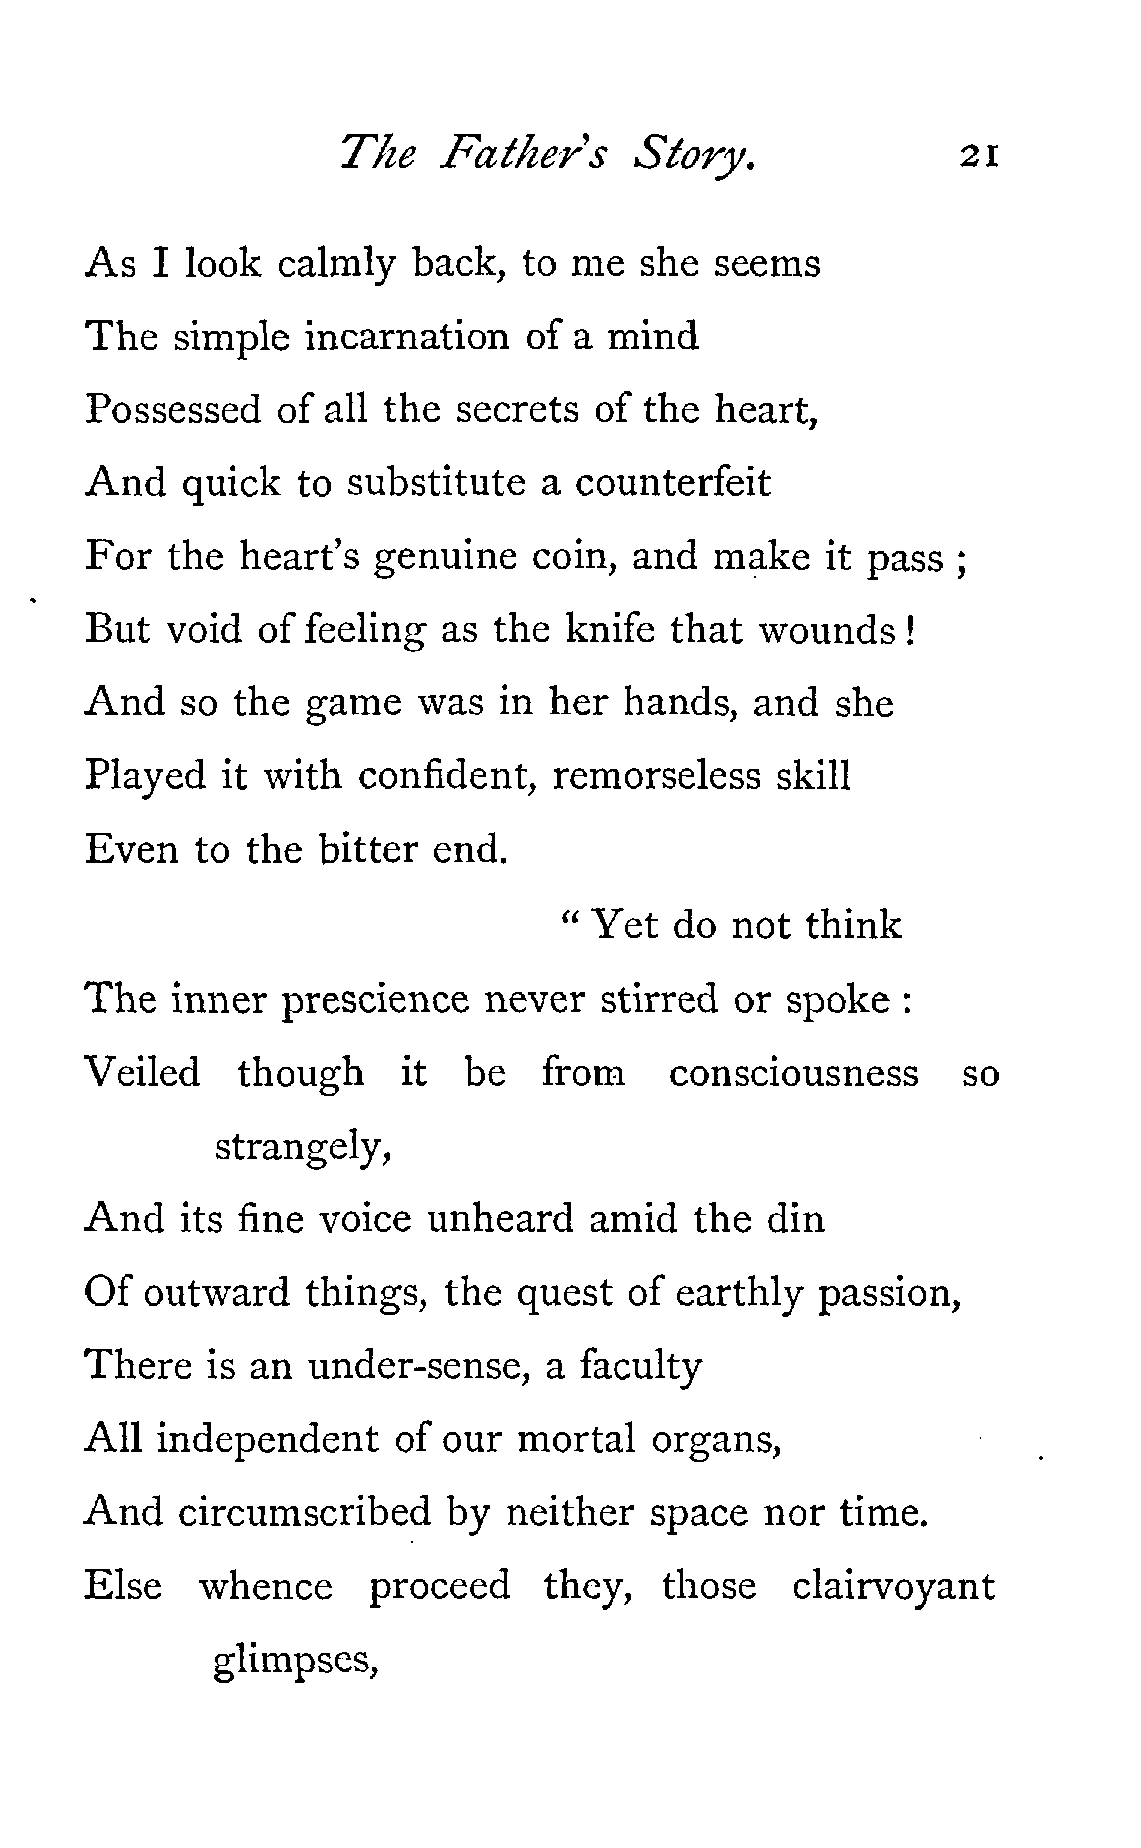 The Father's Story. 21
As I look calmly back, to me she seems
The simple incarnation of a mind
Possessed of all the secrets of the heart,
And quick to substitute a counterfeit
For the heart's genuine coin, and make it pass ;
But void of feeling as the knife that wounds !
And so the game was in her hands, and she
Played it with confident, remorseless skill
Even to the bitter end.
" Yet do not think
The inner prescience never stirred or spoke :
Veiled though it be from consciousness so
strangely,
And its fine voice unheard amid the din
Of outward things, the quest of earthly passion,
There is an under-sense, a faculty
All independent of our mortal organs,
And circumscribed by neither space nor time.
Else whence proceed they, those clairvoyant
glimpses,